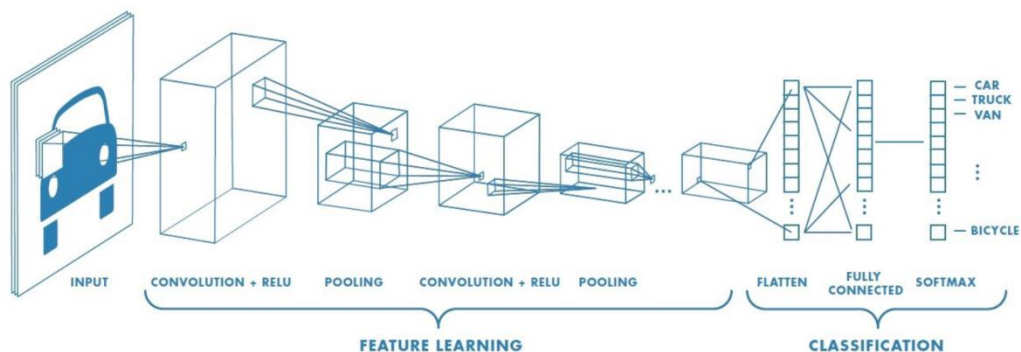 CAR
TRUCK
VAN
BICYCLE
INPUT
CONVOLUTION + RELU
POOLING
CONVOLUTION + RELU
POOLING
FLATTEN
FULLY
CONNECTED
SOFTMAX
FEATURE LEARNING
CLASSIFICATION